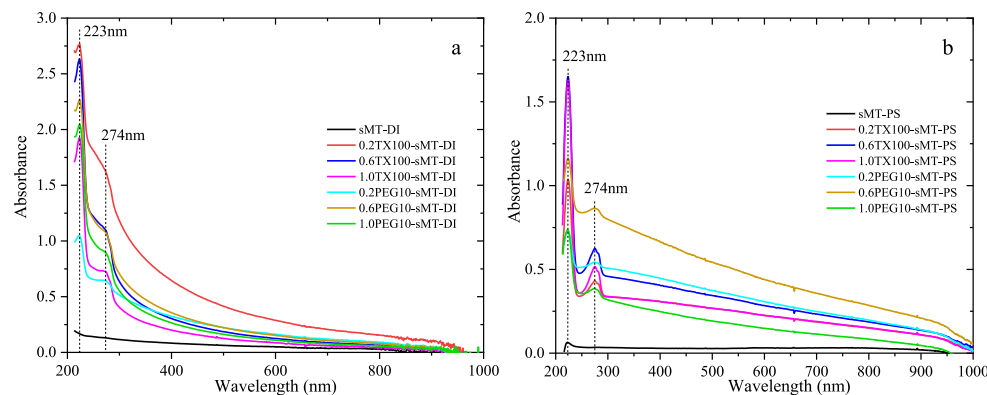 a
223nm
274nm
sMT-DI
0.2TX100-sMT-DI
0.6TX100-sMT-DI
1.0TX100-sMT-DI
0.2PEG10-sMT-DI
0.6PEG10-sMT-DI
1.0PEG10-sMT-DI
3.0
2.5
2.0
1.5
1.0
0.5
0.0
Absorbance
200 300 400 500 600 700 800 900 1000
Wavelength (nm)
b
223nm
274nm
sMT-PS
0.2TX100-sMT-PS
0.6TX100-sMT-PS
1.0TX100-sMT-PS
0.2PEG10-sMT-PS
0.6PEG10-sMT-PS
1.0PEG10-sMT-PS
2.0
1.5
1.0
0.5
0.0
Absorbance
200 300 400 500 600 700 800 900 1000
Wavelength (nm)